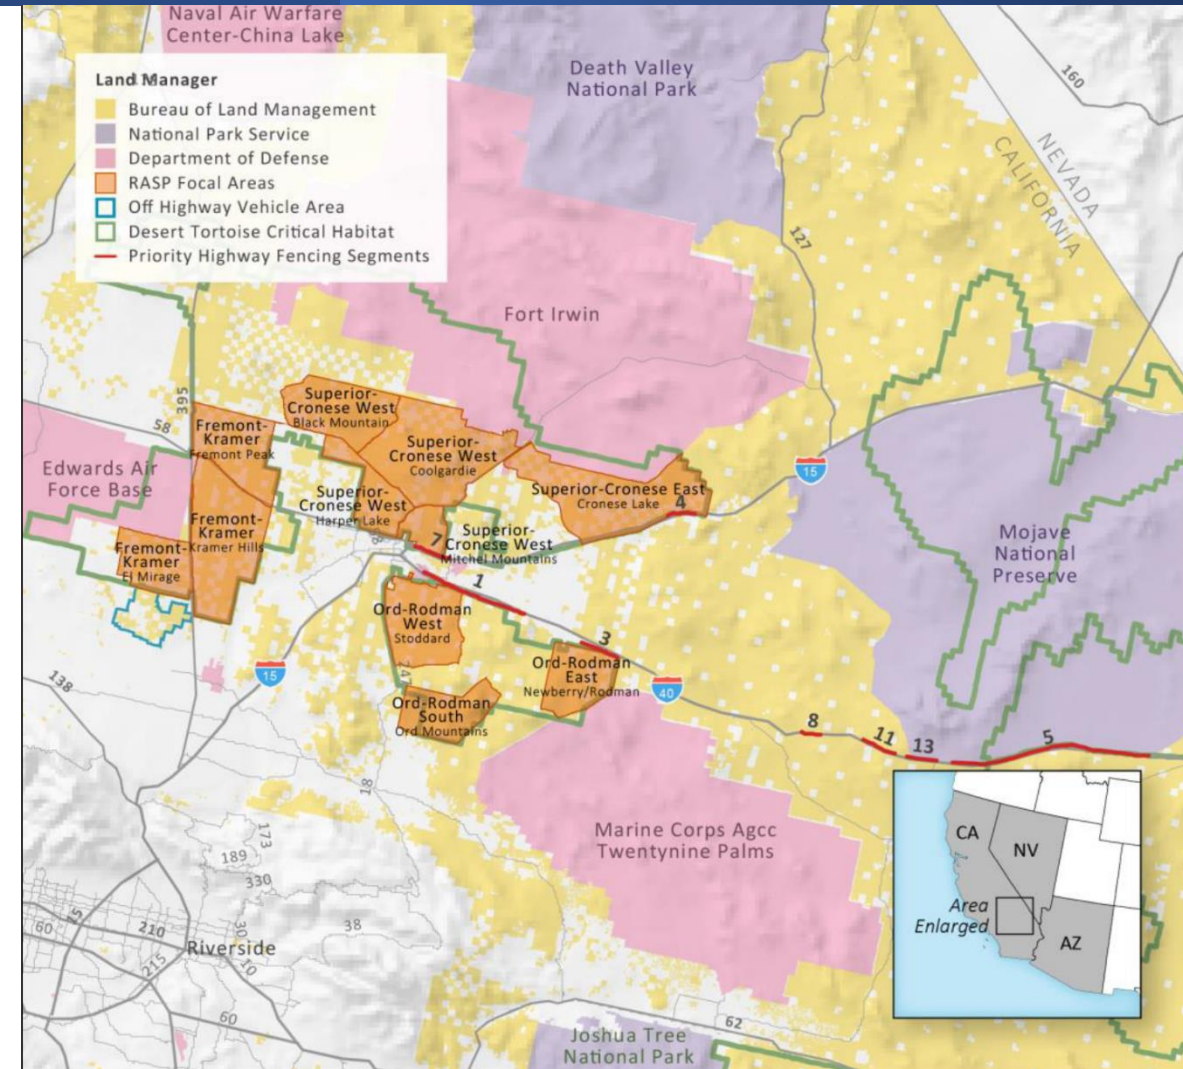 Naval Air Warfare
Center-China Lake
Land Manager
Bureau of Land Management
National Park Service
Department of Defense
RASP Focal Areas
Off Highway Vehicle Area
Desert Tortoise Critical Habitat
Priority Highway Fencing Segments
Death Valley
National Park
160
NEVADA
CALIFORNIA
127
Fort Irwin
395
58
Superior-
Cronese West
Black Mountain
Fremont-
Kramer
Fremont Peak
Superior-
Cronese West
Coolgardie
Edwards Air
Force Base
15
Superior-Cronese East
Cronese Lake
4
Superior-
Cronese West
Harper Lake
Fremont-
Kramer
Kramer Hills
Superior-
Cronese West
Mitchel Mountains
7
Mojave
National
Preserve
Fremont-
Kramer
El Mirage
1
Ord-Rodman
West
Stoddard
3
Ord-Rodman
East
Newberry/Rodman
15
247
40
138
Ord-Rodman
South
Ord Mountains
8
11
13
5
18
Marine Corps Agcc
Twentynine Palms
173
189
330
CA
NV
AZ
Area
Enlarged
15
60
210
30
38
Riverside
215
10
60
62
Joshua Tree
National Park